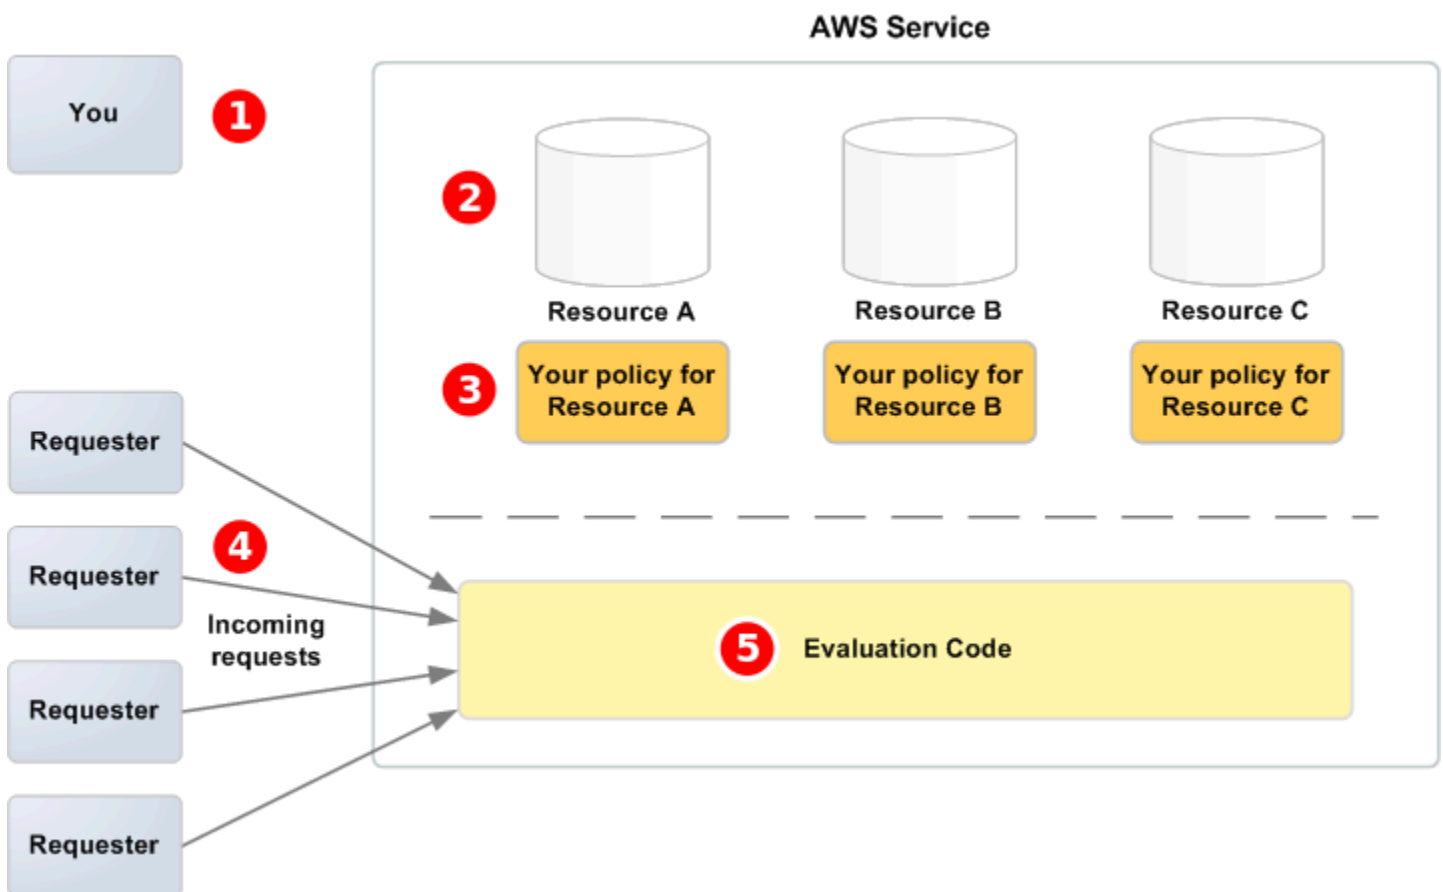 AWS Service
You
1
2
Resource A
Resource B
Resource C
3
Your policy for
Resource A
Your policy for
Resource B
Your policy for
Resource C
Requester
4
Requester
Incoming
requests
5
Evaluation Code
Requester
Requester